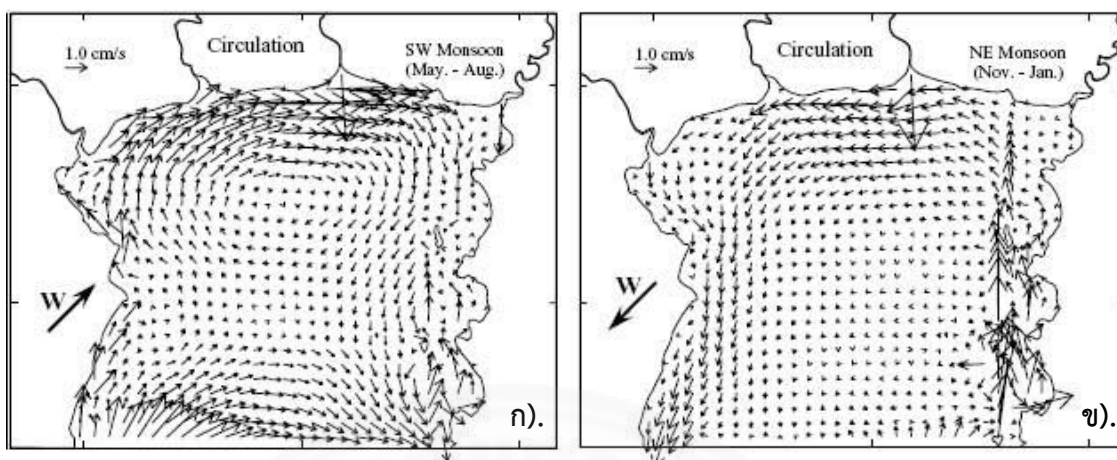 Circulation
1.0 cm/s
SW Monsoon
(May. - Aug.)
W
ก).
Circulation
1.0 cm/s
NE Monsoon
(Nov. - Jan.)
W
ข).